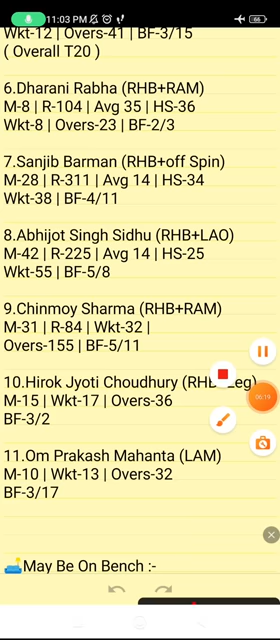 11:03 PM
66
Wkt-12 | Overs-41 | BF-3/15
( Overall T20 )
6.Dharani Rabha (RHB+RAM)
M-8 | R-104 | Avg 35 | HS-36
Wkt-8 | Overs-23 | BF-2/3
7.Sanjib Barman (RHB+off Spin)
M-28 | R-311 | Avg 14 | HS-34
Wkt-38 | BF-4/11
8.Abhijot Singh Sidhu (RHB+LAO)
M-42 | R-225 | Avg 14 | HS-25
Wkt-55 | BF-5/8
9.Chinmoy Sharma (RHB+RAM)
M-31 | R-84 | Wkt-32 |
Overs-155 | BF-5/11
10.Hirok Jyoti Choudhury (RHB Leg)
M-15 | Wkt-17 | Overs-36
BF-3/2
06:19
11.Om Prakash Mahanta (LAM)
M-10 | Wkt-13 | Overs-32
BF-3/17
🛋️May Be On Bench :-